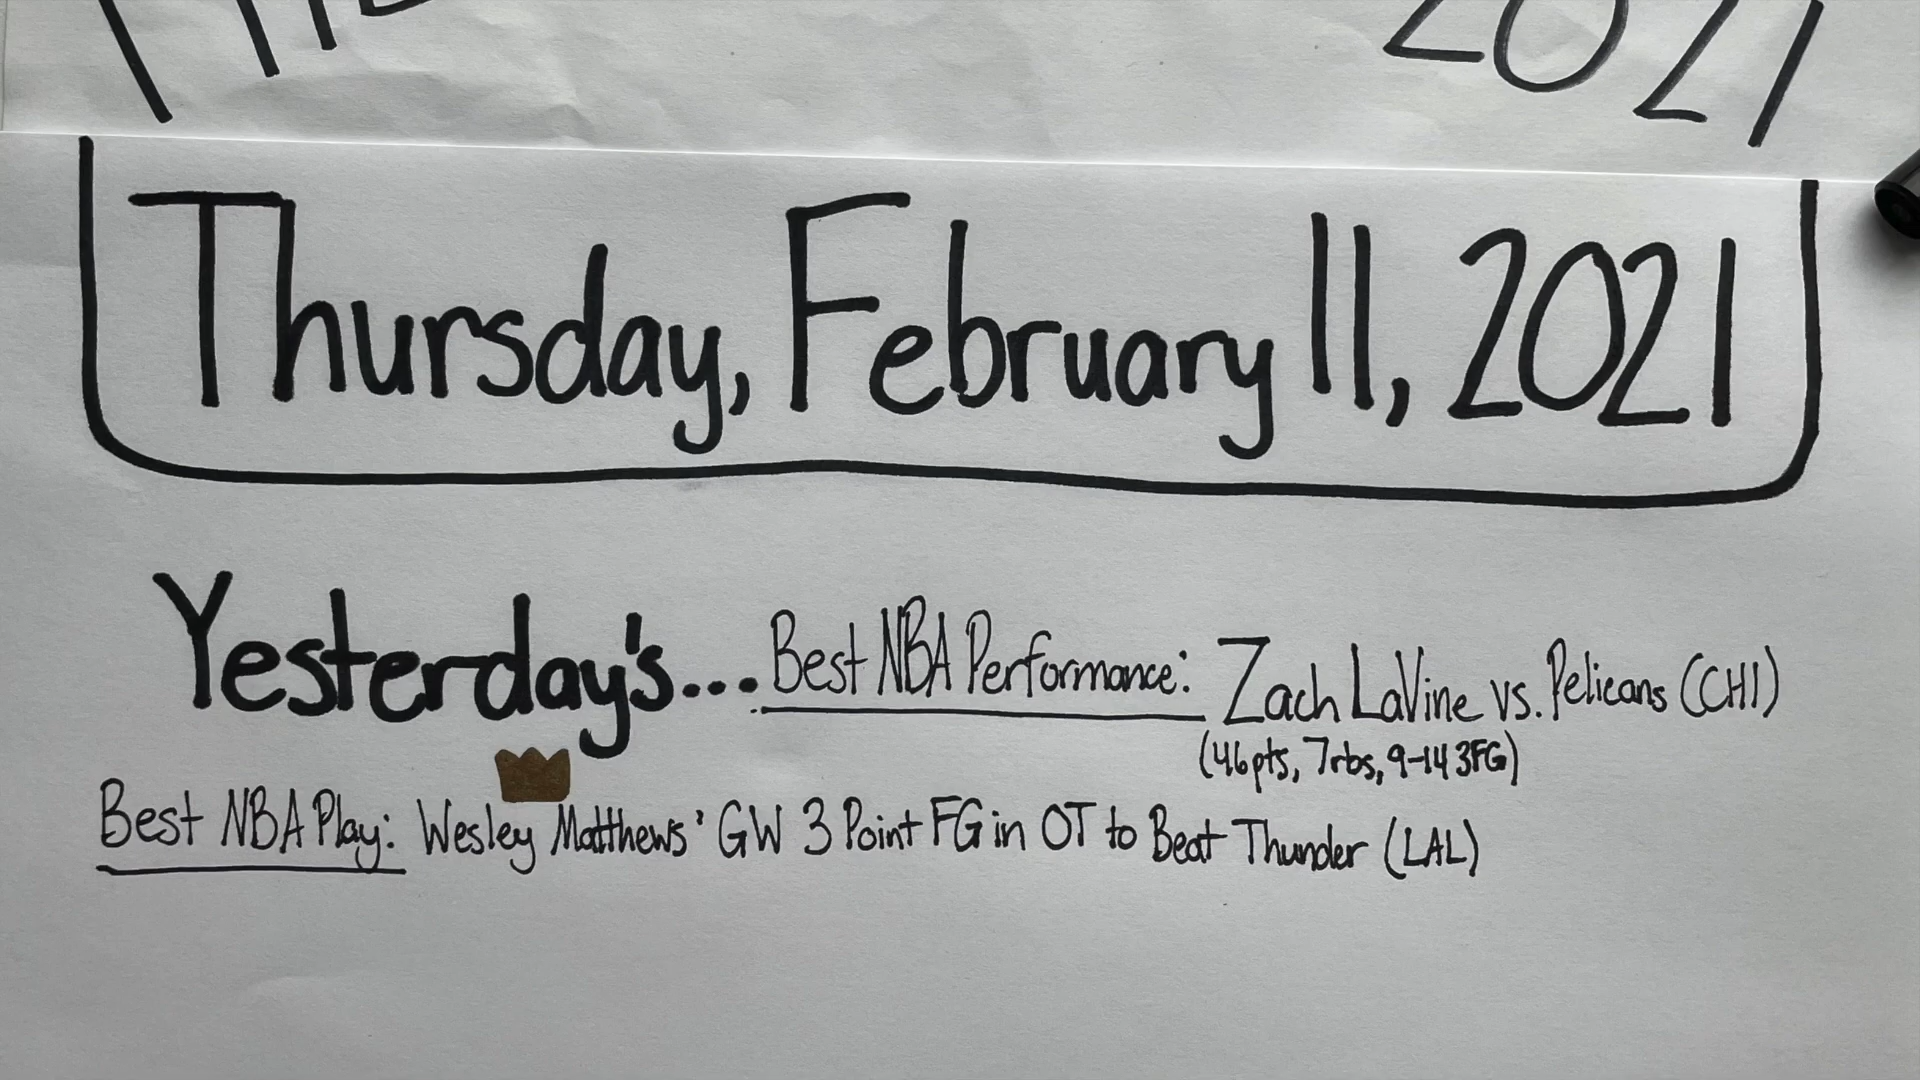 2021
Thursday, February 11, 2021
Yesterday's... Best NBA Performance: Zach LaVine vs. Pelicans (CHI)
(46pts, 7rbs, 9-14 3FG)
Best NBA Play: Wesley Matthews' GW 3 Point FG in OT to Beat Thunder (LAL)